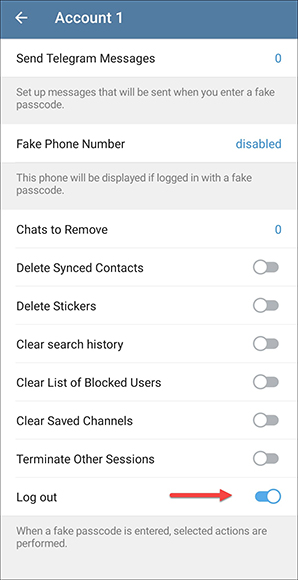 Account 1
Send Telegram Messages 0
Set up messages that will be sent when you enter a fake
passcode.
Fake Phone Number disabled
This phone will be displayed if logged in with a fake
passcode.
Chats to Remove 0
Delete Synced Contacts
Delete Stickers
Clear search history
Clear List of Blocked Users
Clear Saved Channels
Terminate Other Sessions
Log out
When a fake passcode is entered, selected actions are
performed.